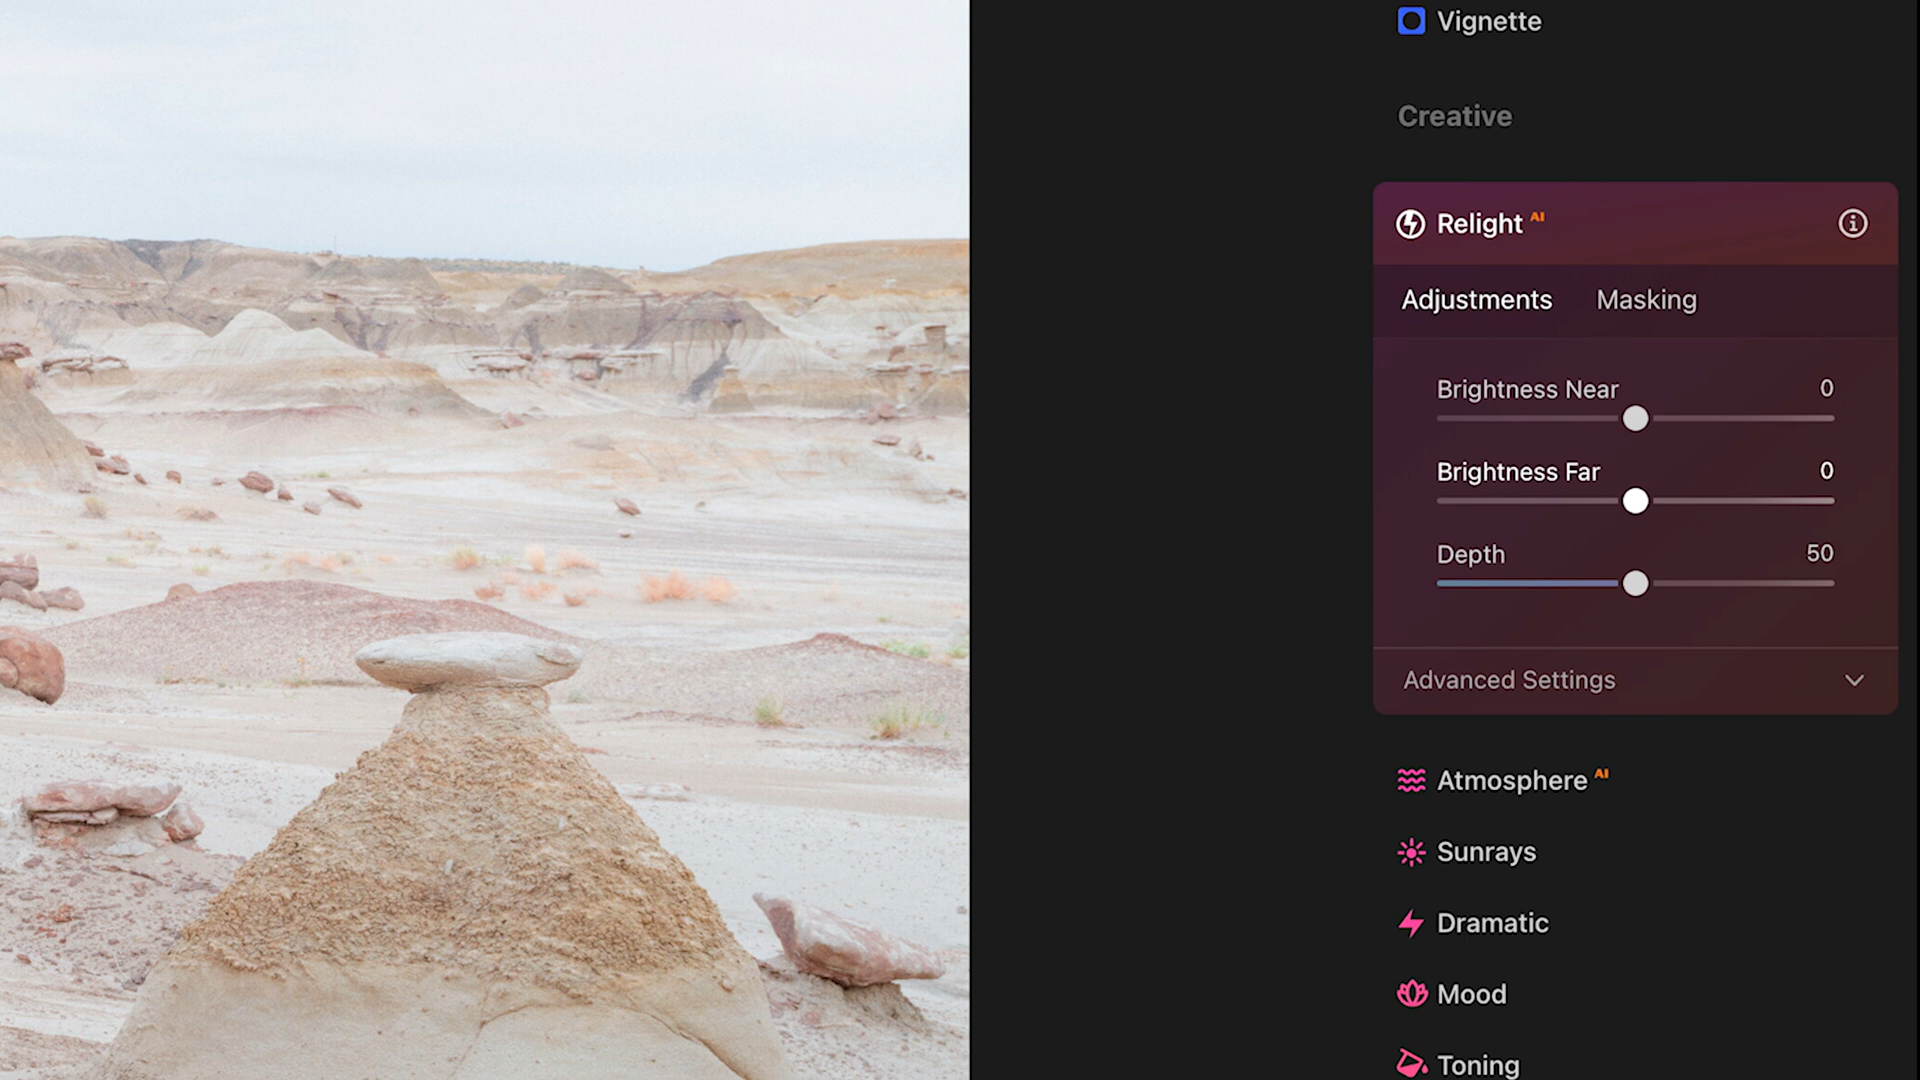 Vignette
Creative
Relight AI
Adjustments Masking
Brightness Near 0
Brightness Far 0
Depth 50
Advanced Settings
Atmosphere AI
Sunrays
Dramatic
Mood
Toning